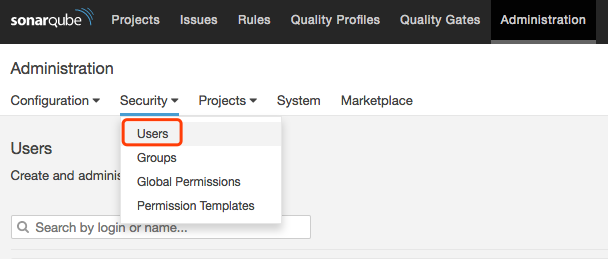 sonarqube Projects Issues Rules Quality Profiles Quality Gates Administration
Administration
Configuration Security Projects System Marketplace
Users
Groups
Global Permissions
Permission Templates
Users
Create and adminis
Search by login or name...